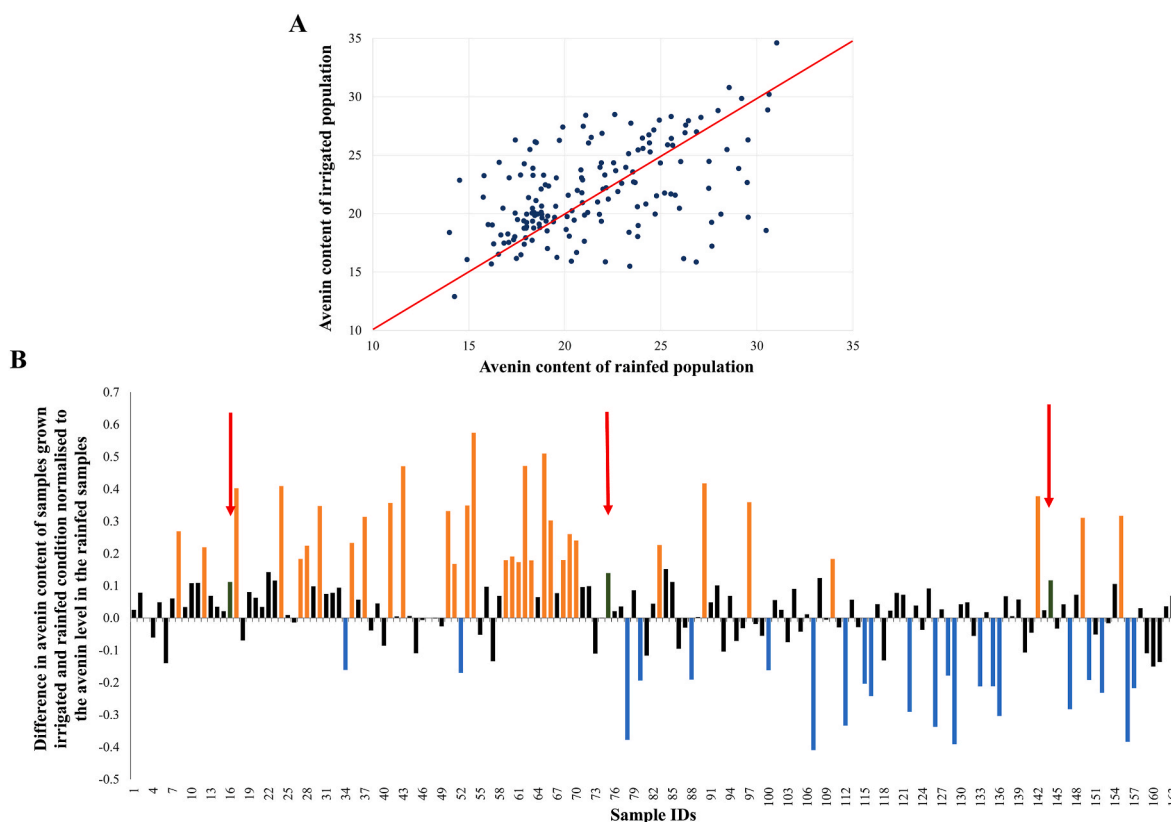 A
Avenin content of irrigated population
35
30
25
20
15
10
10 15 20 25 30 35
Avenin content of rainfed population
B
Difference in avenin content of samples grown
irrigated and rainfed condition normalised to
the avenin level in the rainfed samples
0.7
0.6
0.5
0.4
0.3
0.2
0.1
0.0
-0.1
-0.2
-0.3
-0.4
-0.5
1 4 7 10 13 16 19 22 25 28 31 34 37 40 43 46 49 52 55 58 61 64 67 70 73 76 79 82 85 88 91 94 97 100 103 106 109 112 115 118 121 124 127 130 133 136 139 142 145 148 151 154 157 160
Sample IDs